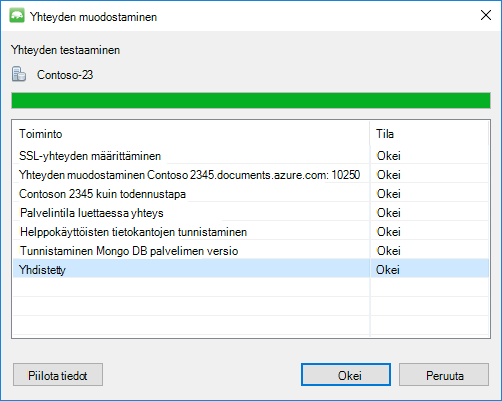 Yhteyden muodostaminen
Yhteyden testaaminen
Contoso-23
Toiminto Tila
SSL-yhteyden määrittäminen Okei
Yhteyden muodostaminen Contoso 2345.documents.azure.com: 10250 Okei
Contoson 2345 kuin todennustapa Okei
Palvelintila luettaessa yhteys Okei
Helppokäyttöisten tietokantojen tunnistaminen Okei
Tunnistaminen Mongo DB palvelimen versio Okei
Yhdistetty Okei
Piilota tiedot Okei Peruuta